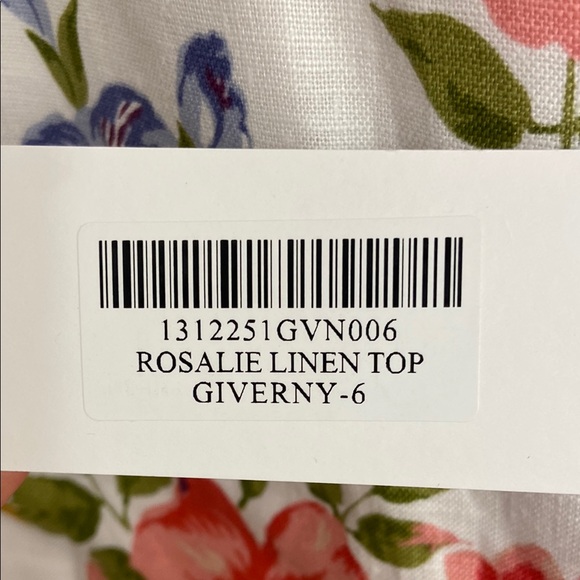 1312251GVN006
ROSALIE LINEN TOP
GIVERNY-6